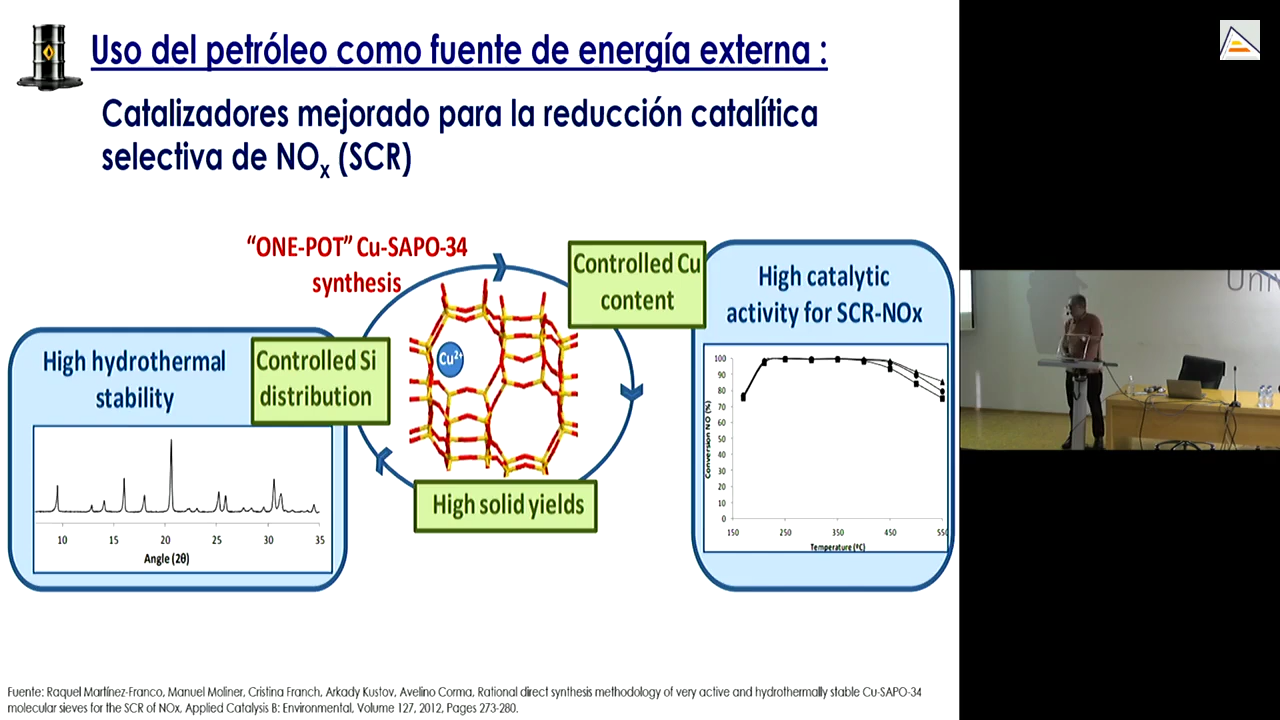 Uso del petróleo como fuente de energía externa :
Catalizadores mejorado para la reducción catalítica
selectiva de NOx (SCR)
“ONE-POT” Cu-SAPO-34
synthesis
Controlled Cu
content
High catalytic
activity for SCR-NOx
High hydrothermal
stability
Controlled Si
distribution
Cu2+
High solid yields
10 15 20 25 30 35
Angle (2θ)
100
90
80
70
60
50
40
30
20
10
0
Conversion NO (%)
150 250 350 450 550
Temperature (ºC)
Fuente: Raquel Martínez-Franco, Manuel Moliner, Cristina Franch, Arkady Kustov, Avelino Corma, Rational direct synthesis methodology of very active and hydrothermally stable Cu-SAPO-34
molecular sieves for the SCR of NOx, Applied Catalysis B: Environmental, Volume 127, 2012, Pages 273-280.